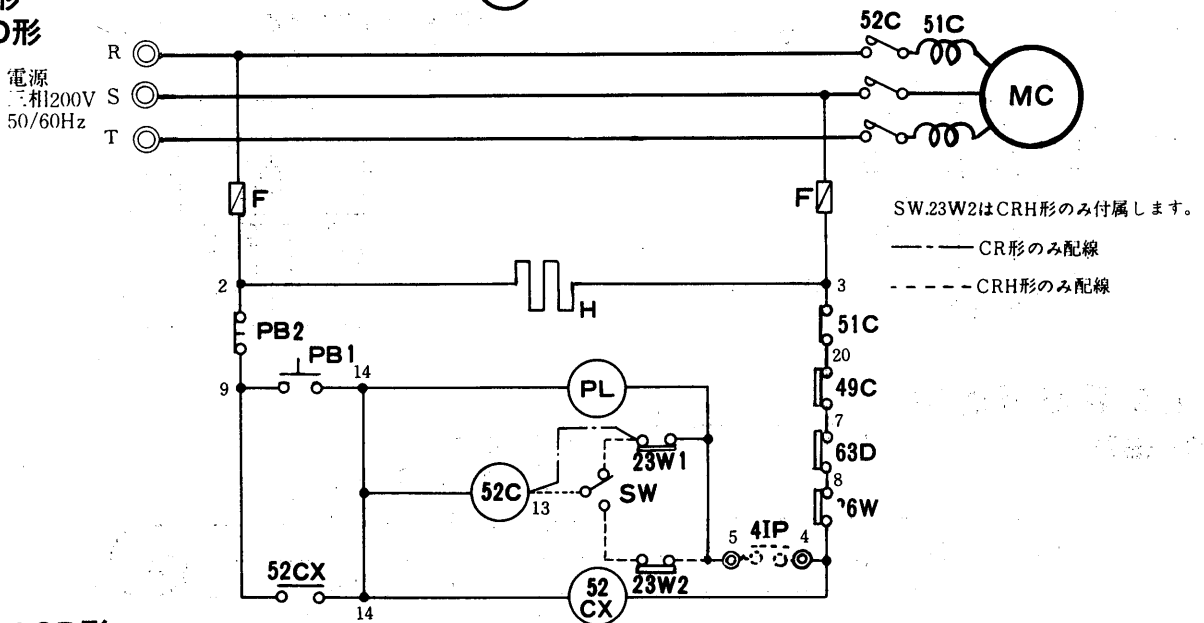 D形
52C 51C
R
電源
三相200V S
50/60Hz
T
MC
F
F
SW.23W2はCRH形のみ付属します。
CR形のみ配線
CRH形のみ配線
2
H
3
PB2
51C
PB1
20
9
14
PL
49C
7
23W1
63D
52C
13
SW
8
6W
5 41P 4
52CX
23W2
52
CX
14